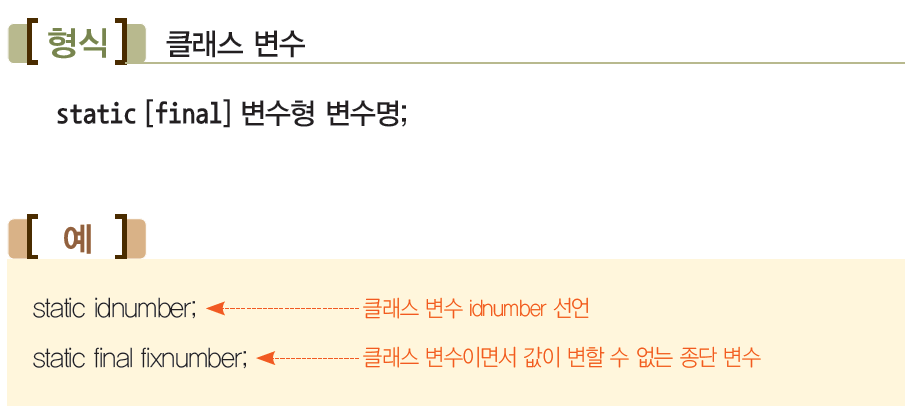 [형식] 클래스 변수
static [final] 변수형 변수명;
[예]
static idnumber; 클래스 변수 idnumber 선언
static final fixnumber; 클래스 변수이면서 값이 변할 수 없는 종단 변수